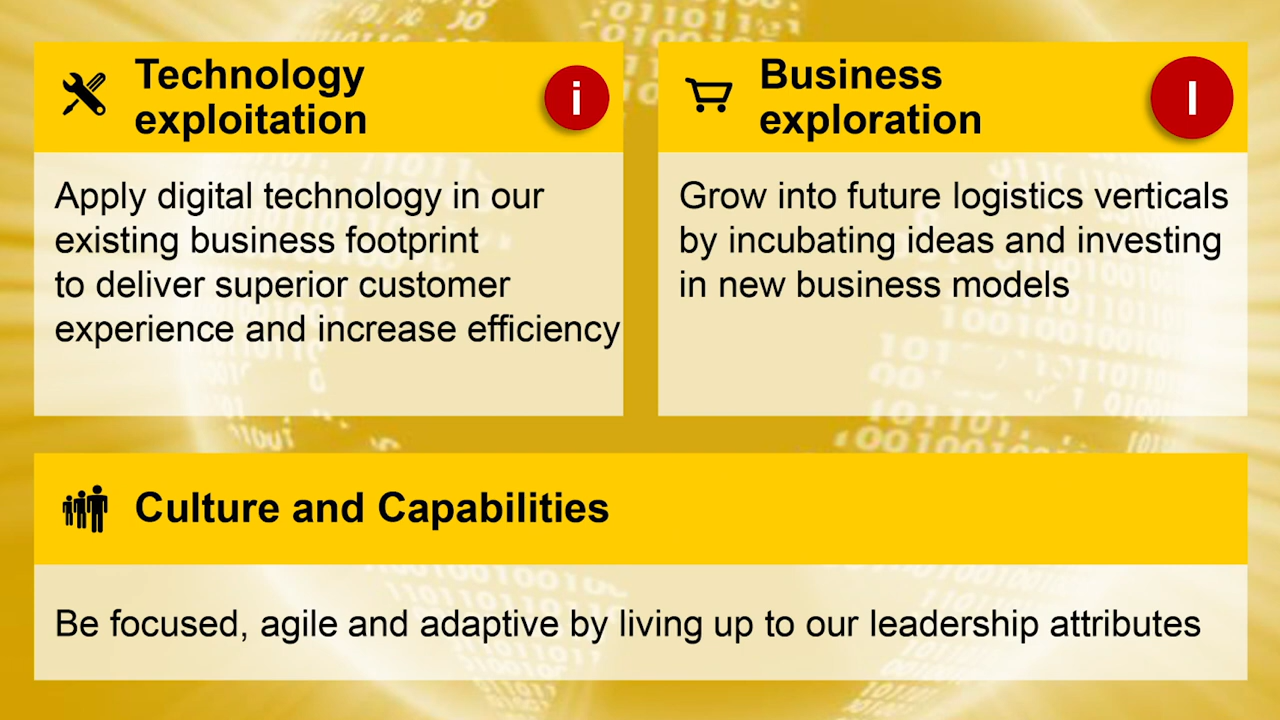 Technology
exploitation
i
Apply digital technology in our
existing business footprint
to deliver superior customer
experience and increase efficiency
Business
exploration
I
Grow into future logistics verticals
by incubating ideas and investing
in new business models
Culture and Capabilities
Be focused, agile and adaptive by living up to our leadership attributes